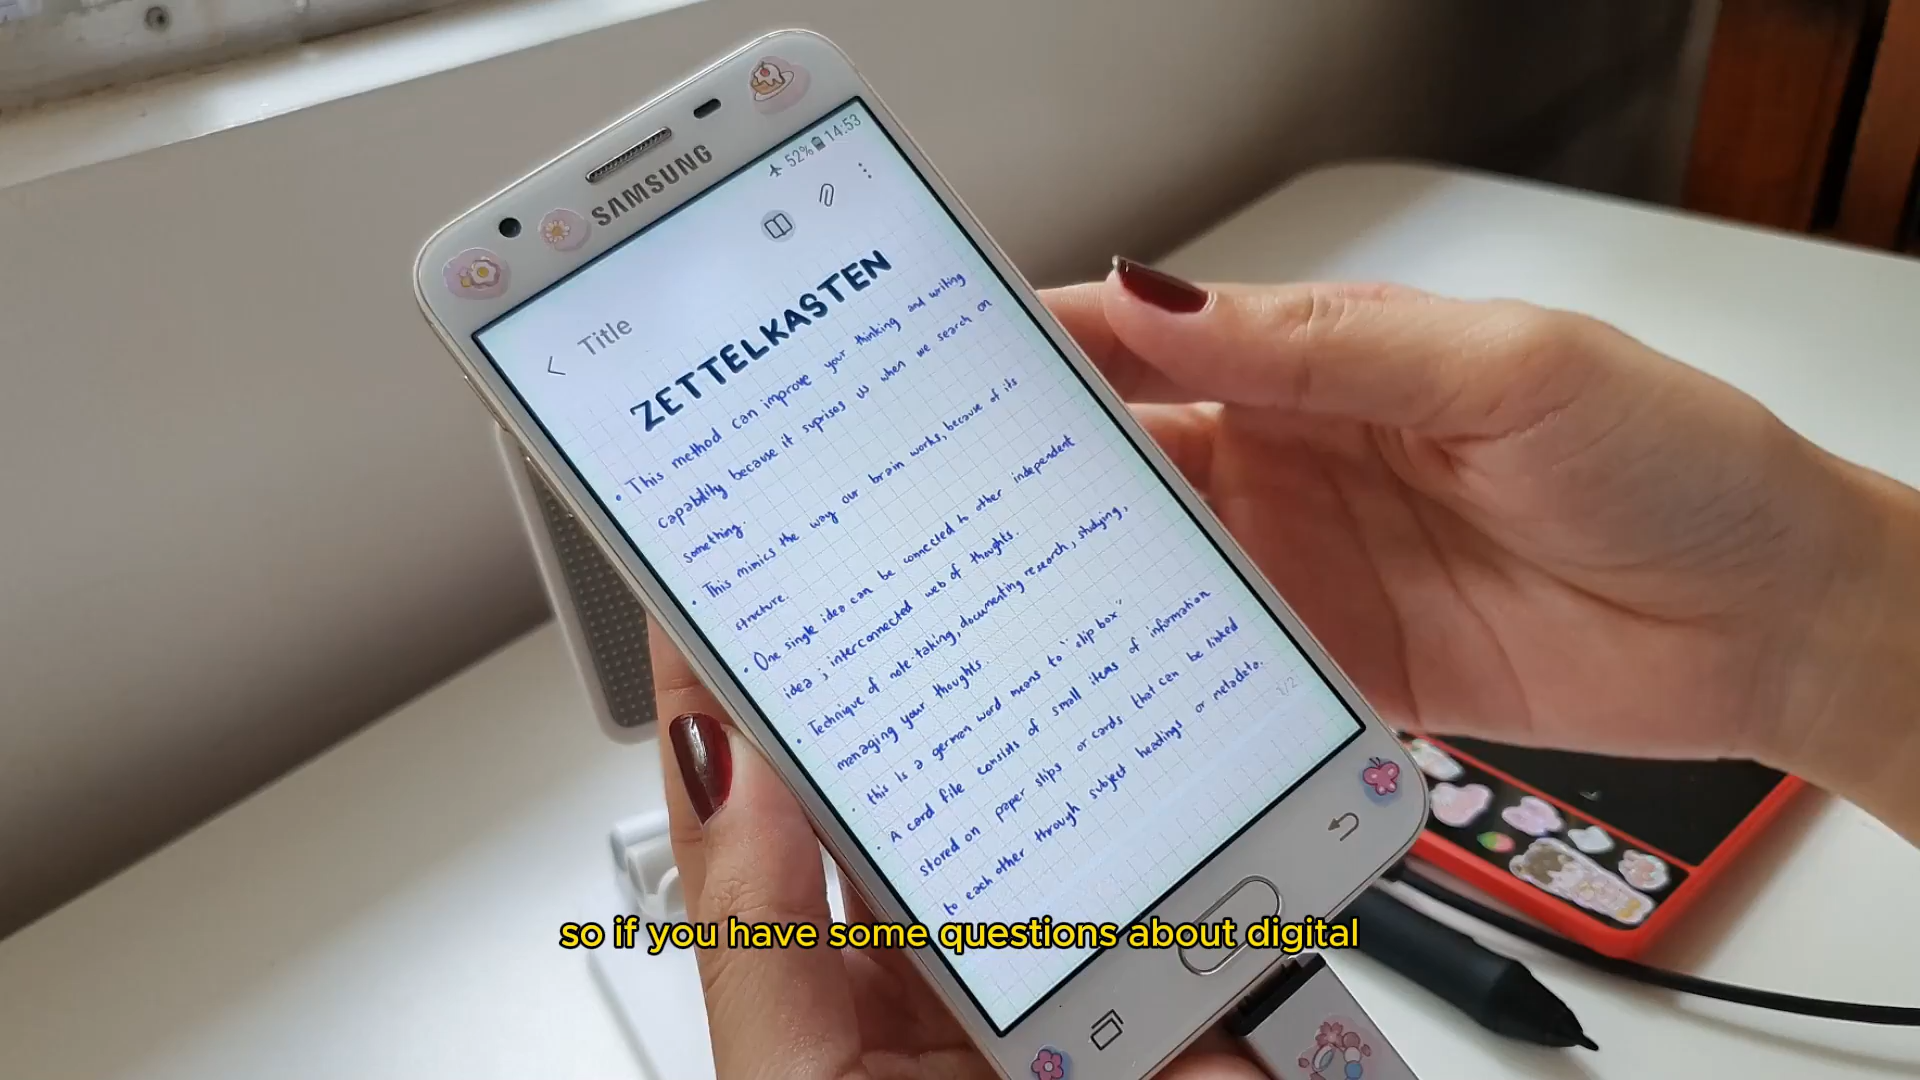 SAMSUNG
52% 14:53
Title
ZETTELKASTEN
• This method can improve your thinking and writing
capability because it suprises us when we search on
something.
• This mimics the way our brain works, because of its
structure.
• One single idea can be connected to other independent
idea ; interconnected web of thoughts.
• Technique of note-taking, documenting research, studying,
managing your thoughts.
• this is a german word means to "slip box"
• A card file consists of small items of information
stored on paper slips or cards that can be linked
to each other through subject headings or metadata.
1/2
so if you have some questions about digital